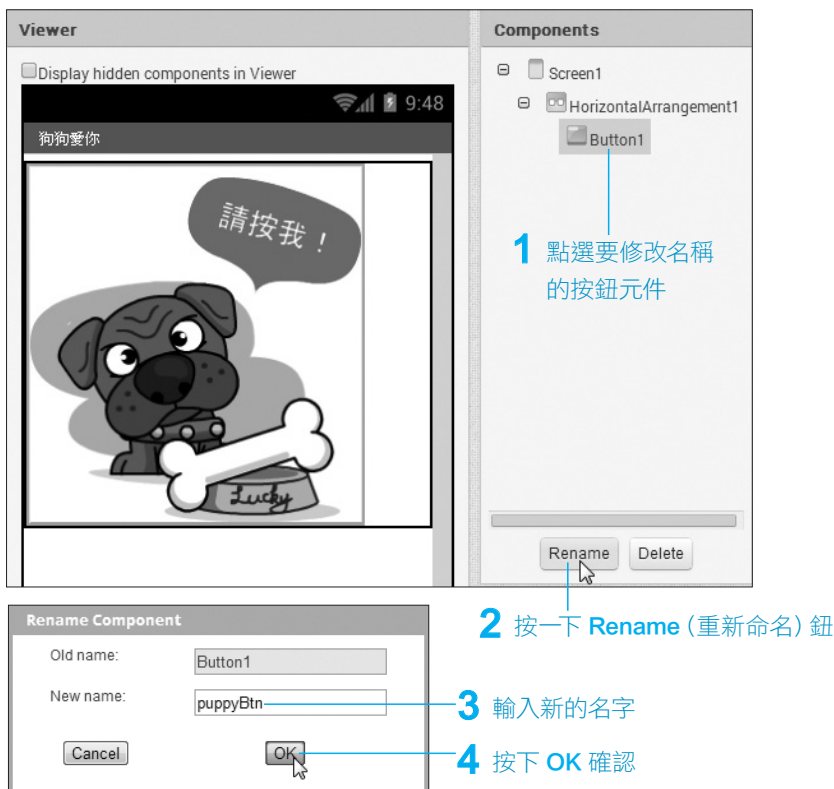 Viewer
Display hidden components in Viewer
9:48
狗狗愛你
請按我！
Lucky
Components
Screen1
HorizontalArrangement1
Button1
1 點選要修改名稱
的按鈕元件
Rename Delete
2 按一下 Rename（重新命名）鈕
Rename Component
Old name: Button1
New name: puppyBtn
3 輸入新的名字
Cancel OK
4 按下 OK 確認